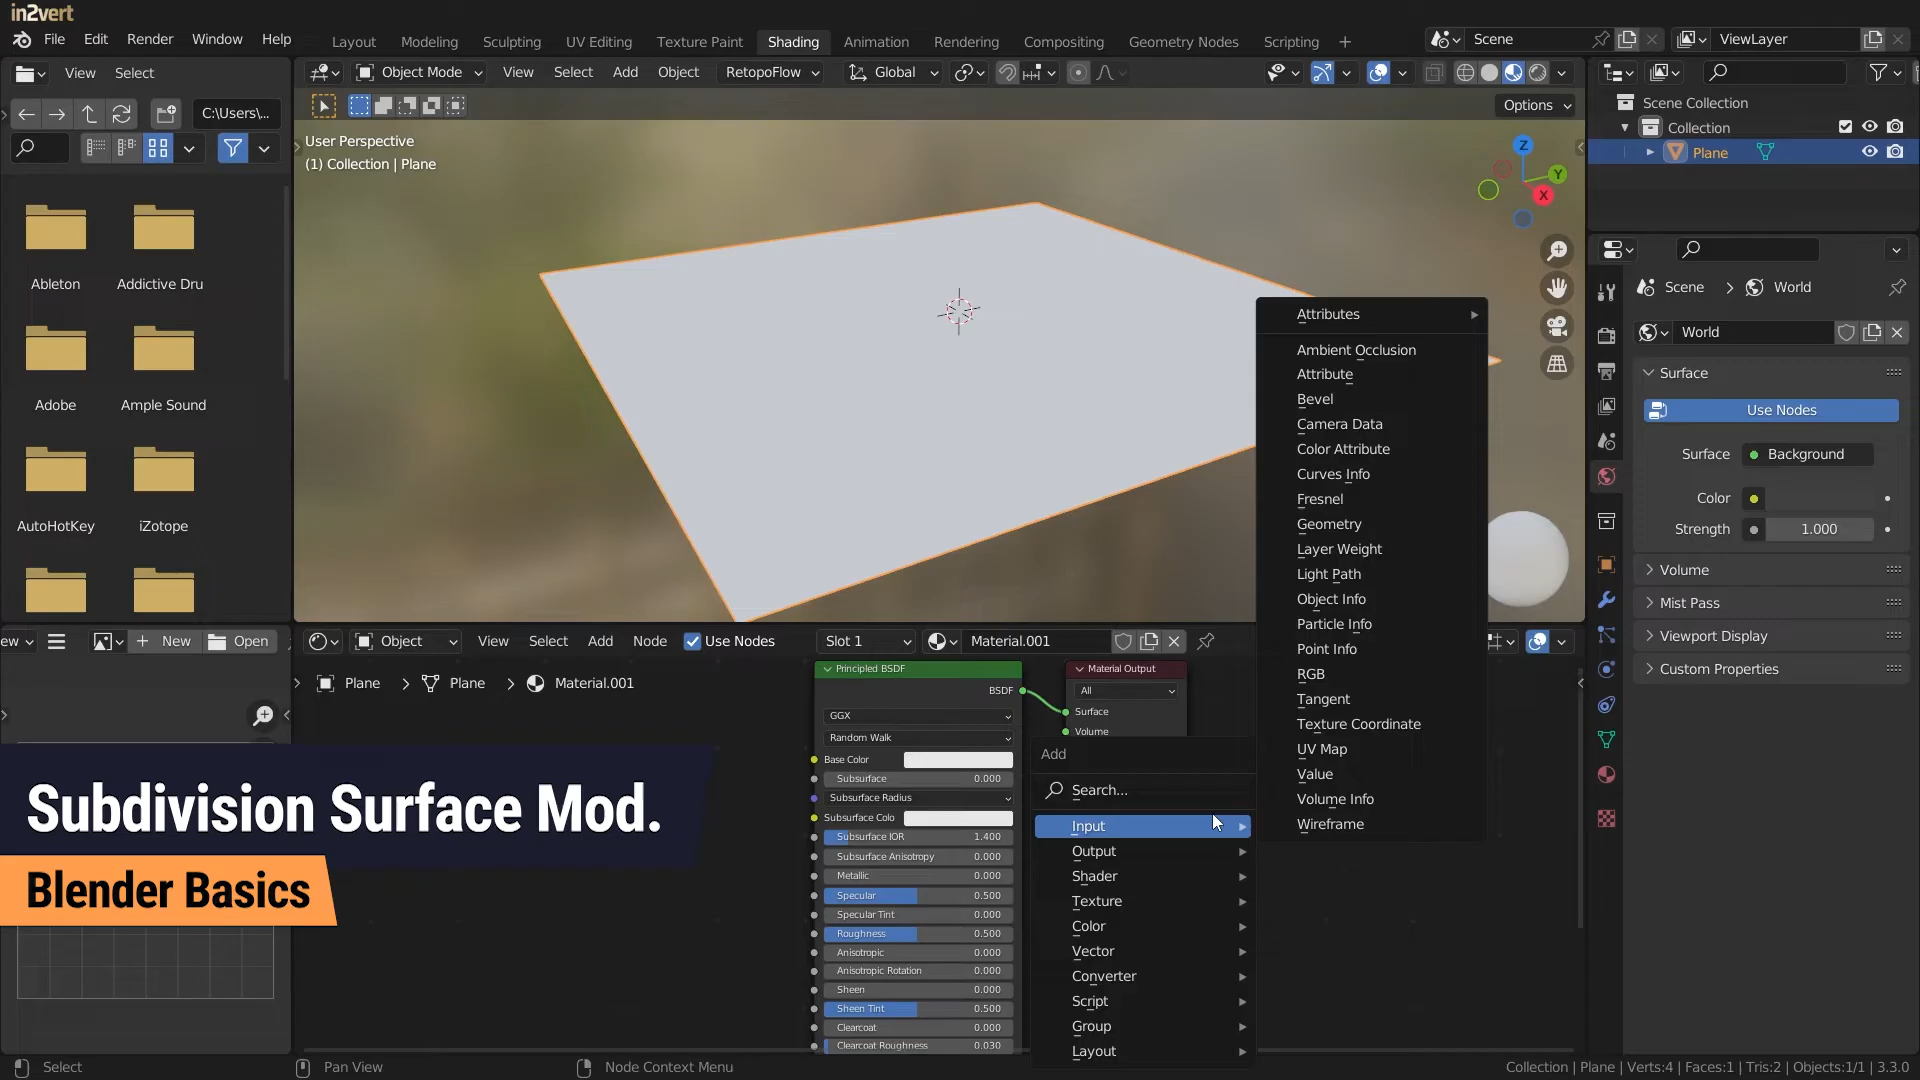 in2vert
File Edit Render Window Help Layout Modeling Sculpting UV Editing Texture Paint Shading Animation Rendering Compositing Geometry Nodes Scripting + Scene ViewLayer
View Select Object Mode View Select Add Object RetopoFlow Global
C:\Users\... Options
User Perspective
(1) Collection | Plane
Scene Collection
Collection
Plane
Z
Y
X
Ableton Addictive Dru
Adobe Ample Sound
AutoHotKey iZotope
Scene > World
World
Surface
Use Nodes
Surface Background
Color
Strength 1.000
Volume
Mist Pass
Viewport Display
Custom Properties
Attributes
Ambient Occlusion
Attribute
Bevel
Camera Data
Color Attribute
Curves Info
Fresnel
Geometry
Layer Weight
Light Path
Object Info
Particle Info
Point Info
RGB
Tangent
Texture Coordinate
UV Map
Value
Volume Info
Wireframe
ew New Open Object View Select Add Node Use Nodes Slot 1 Material.001
Plane > Plane > Material.001
Principled BSDF
BSDF
GGX
Random Walk
Base Color
Subsurface 0.000
Subsurface Radius
Subsurface Colo
Subsurface IOR 1.400
Subsurface Anisotropy 0.000
Metallic 0.000
Specular 0.500
Specular Tint 0.000
Roughness 0.500
Anisotropic 0.000
Anisotropic Rotation 0.000
Sheen 0.000
Sheen Tint 0.500
Clearcoat 0.000
Clearcoat Roughness 0.030
Material Output
All
Surface
Volume
Add
Search...
Input
Output
Shader
Texture
Color
Vector
Converter
Script
Group
Layout
Subdivision Surface Mod.
Blender Basics
Select Pan View Node Context Menu Collection | Plane | Verts:4 | Faces:1 | Tris:2 | Objects:1/1 | 3.3.0